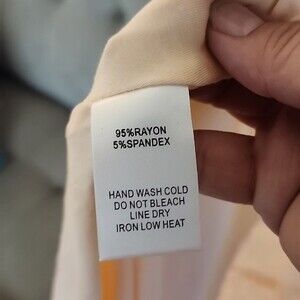 95%RAYON
5%SPANDEX
HAND WASH COLD
DO NOT BLEACH
LINE DRY
IRON LOW HEAT